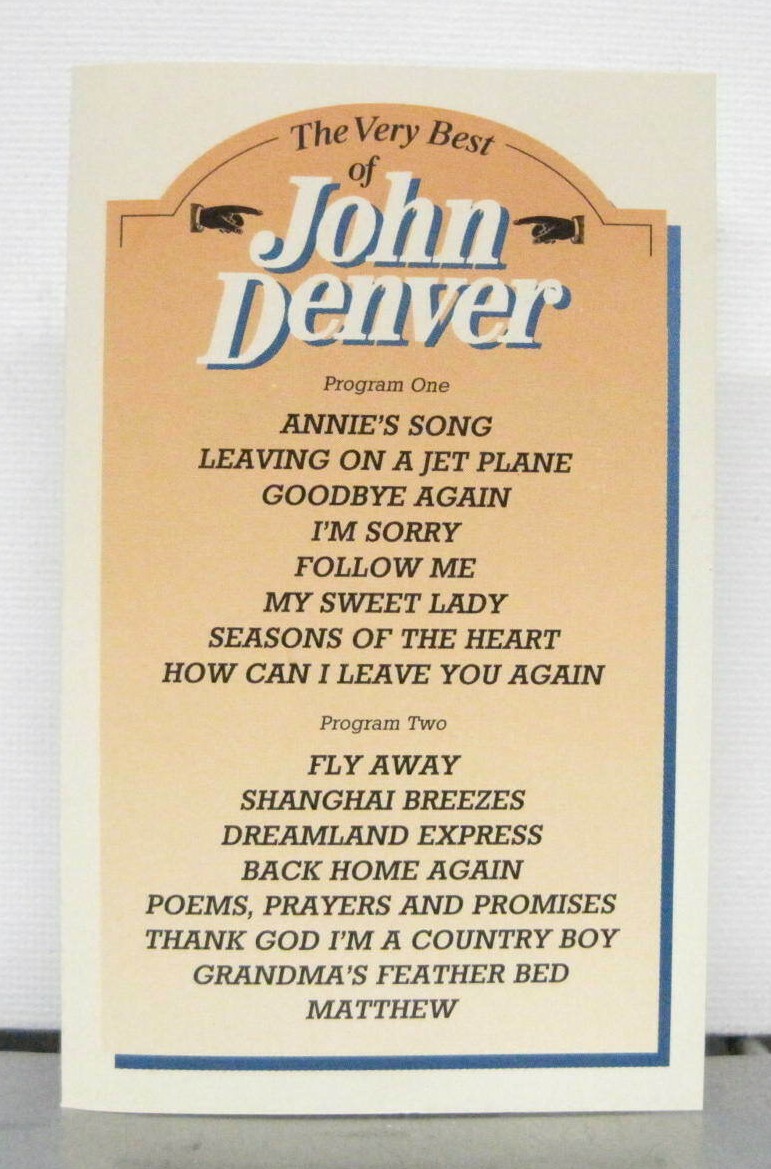 The Very Best
of
John
Denver
Program One
ANNIE'S SONG
LEAVING ON A JET PLANE
GOODBYE AGAIN
I'M SORRY
FOLLOW ME
MY SWEET LADY
SEASONS OF THE HEART
HOW CAN I LEAVE YOU AGAIN
Program Two
FLY AWAY
SHANGHAI BREEZES
DREAMLAND EXPRESS
BACK HOME AGAIN
POEMS, PRAYERS AND PROMISES
THANK GOD I'M A COUNTRY BOY
GRANDMA'S FEATHER BED
MATTHEW